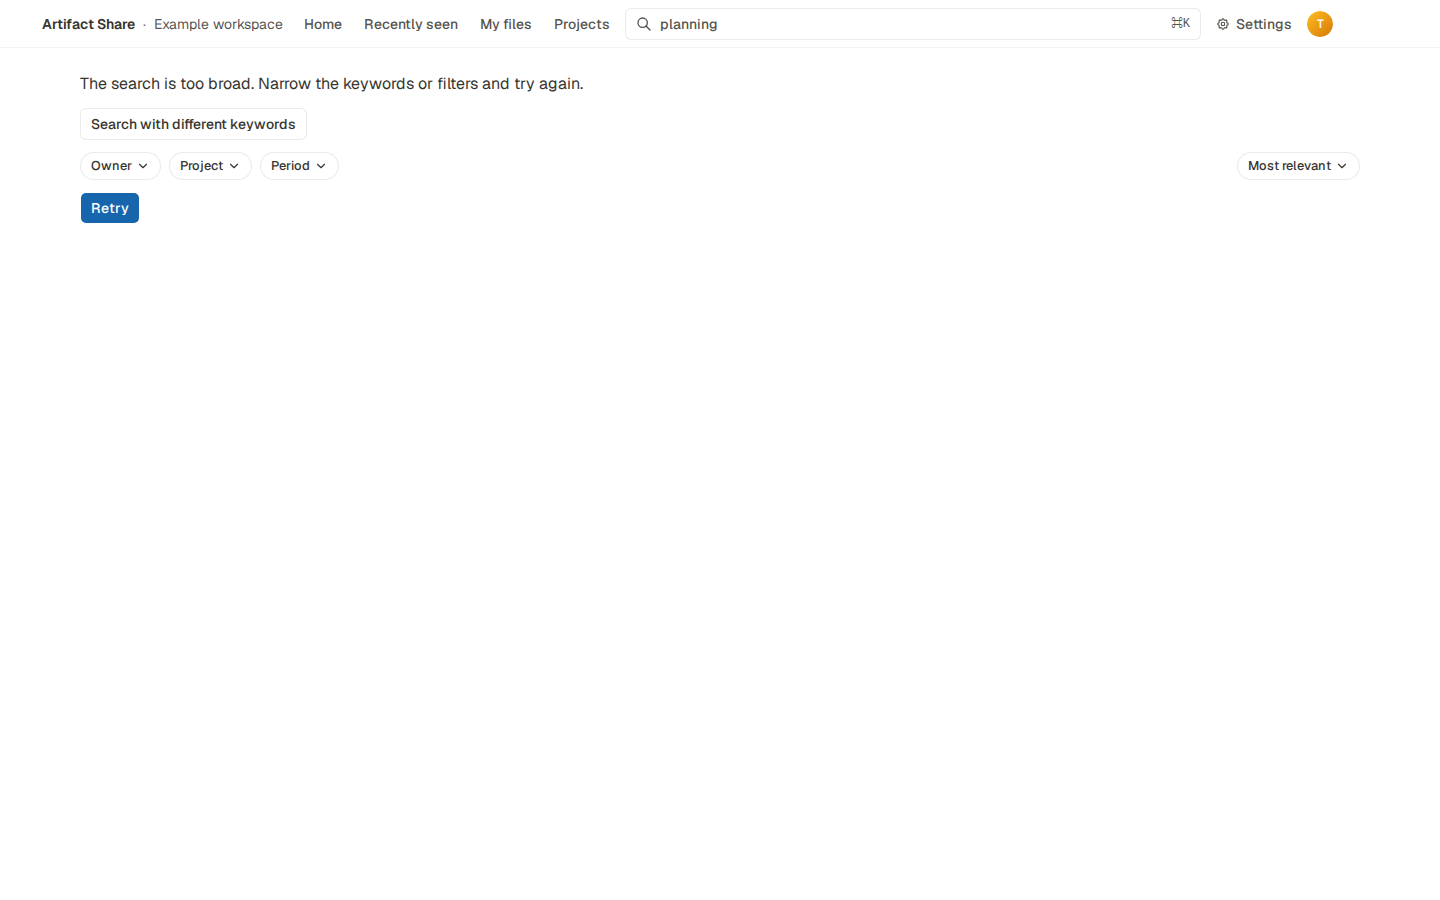 Artifact Share · Example workspace Home Recently seen My files Projects planning ⌘K Settings T
The search is too broad. Narrow the keywords or filters and try again.
Search with different keywords
Owner Project Period Most relevant
Retry